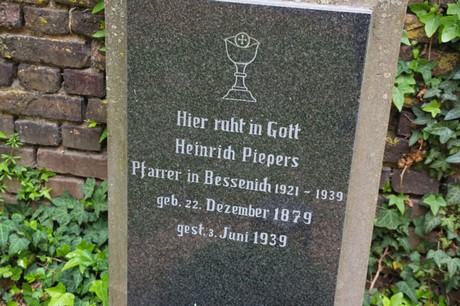 Hier ruht in Gott
Heinrich Piepers
Pfarrer in Bessenich 1921 - 1939
geb. 22. Dezember 1879
gest. 3. Juni 1939